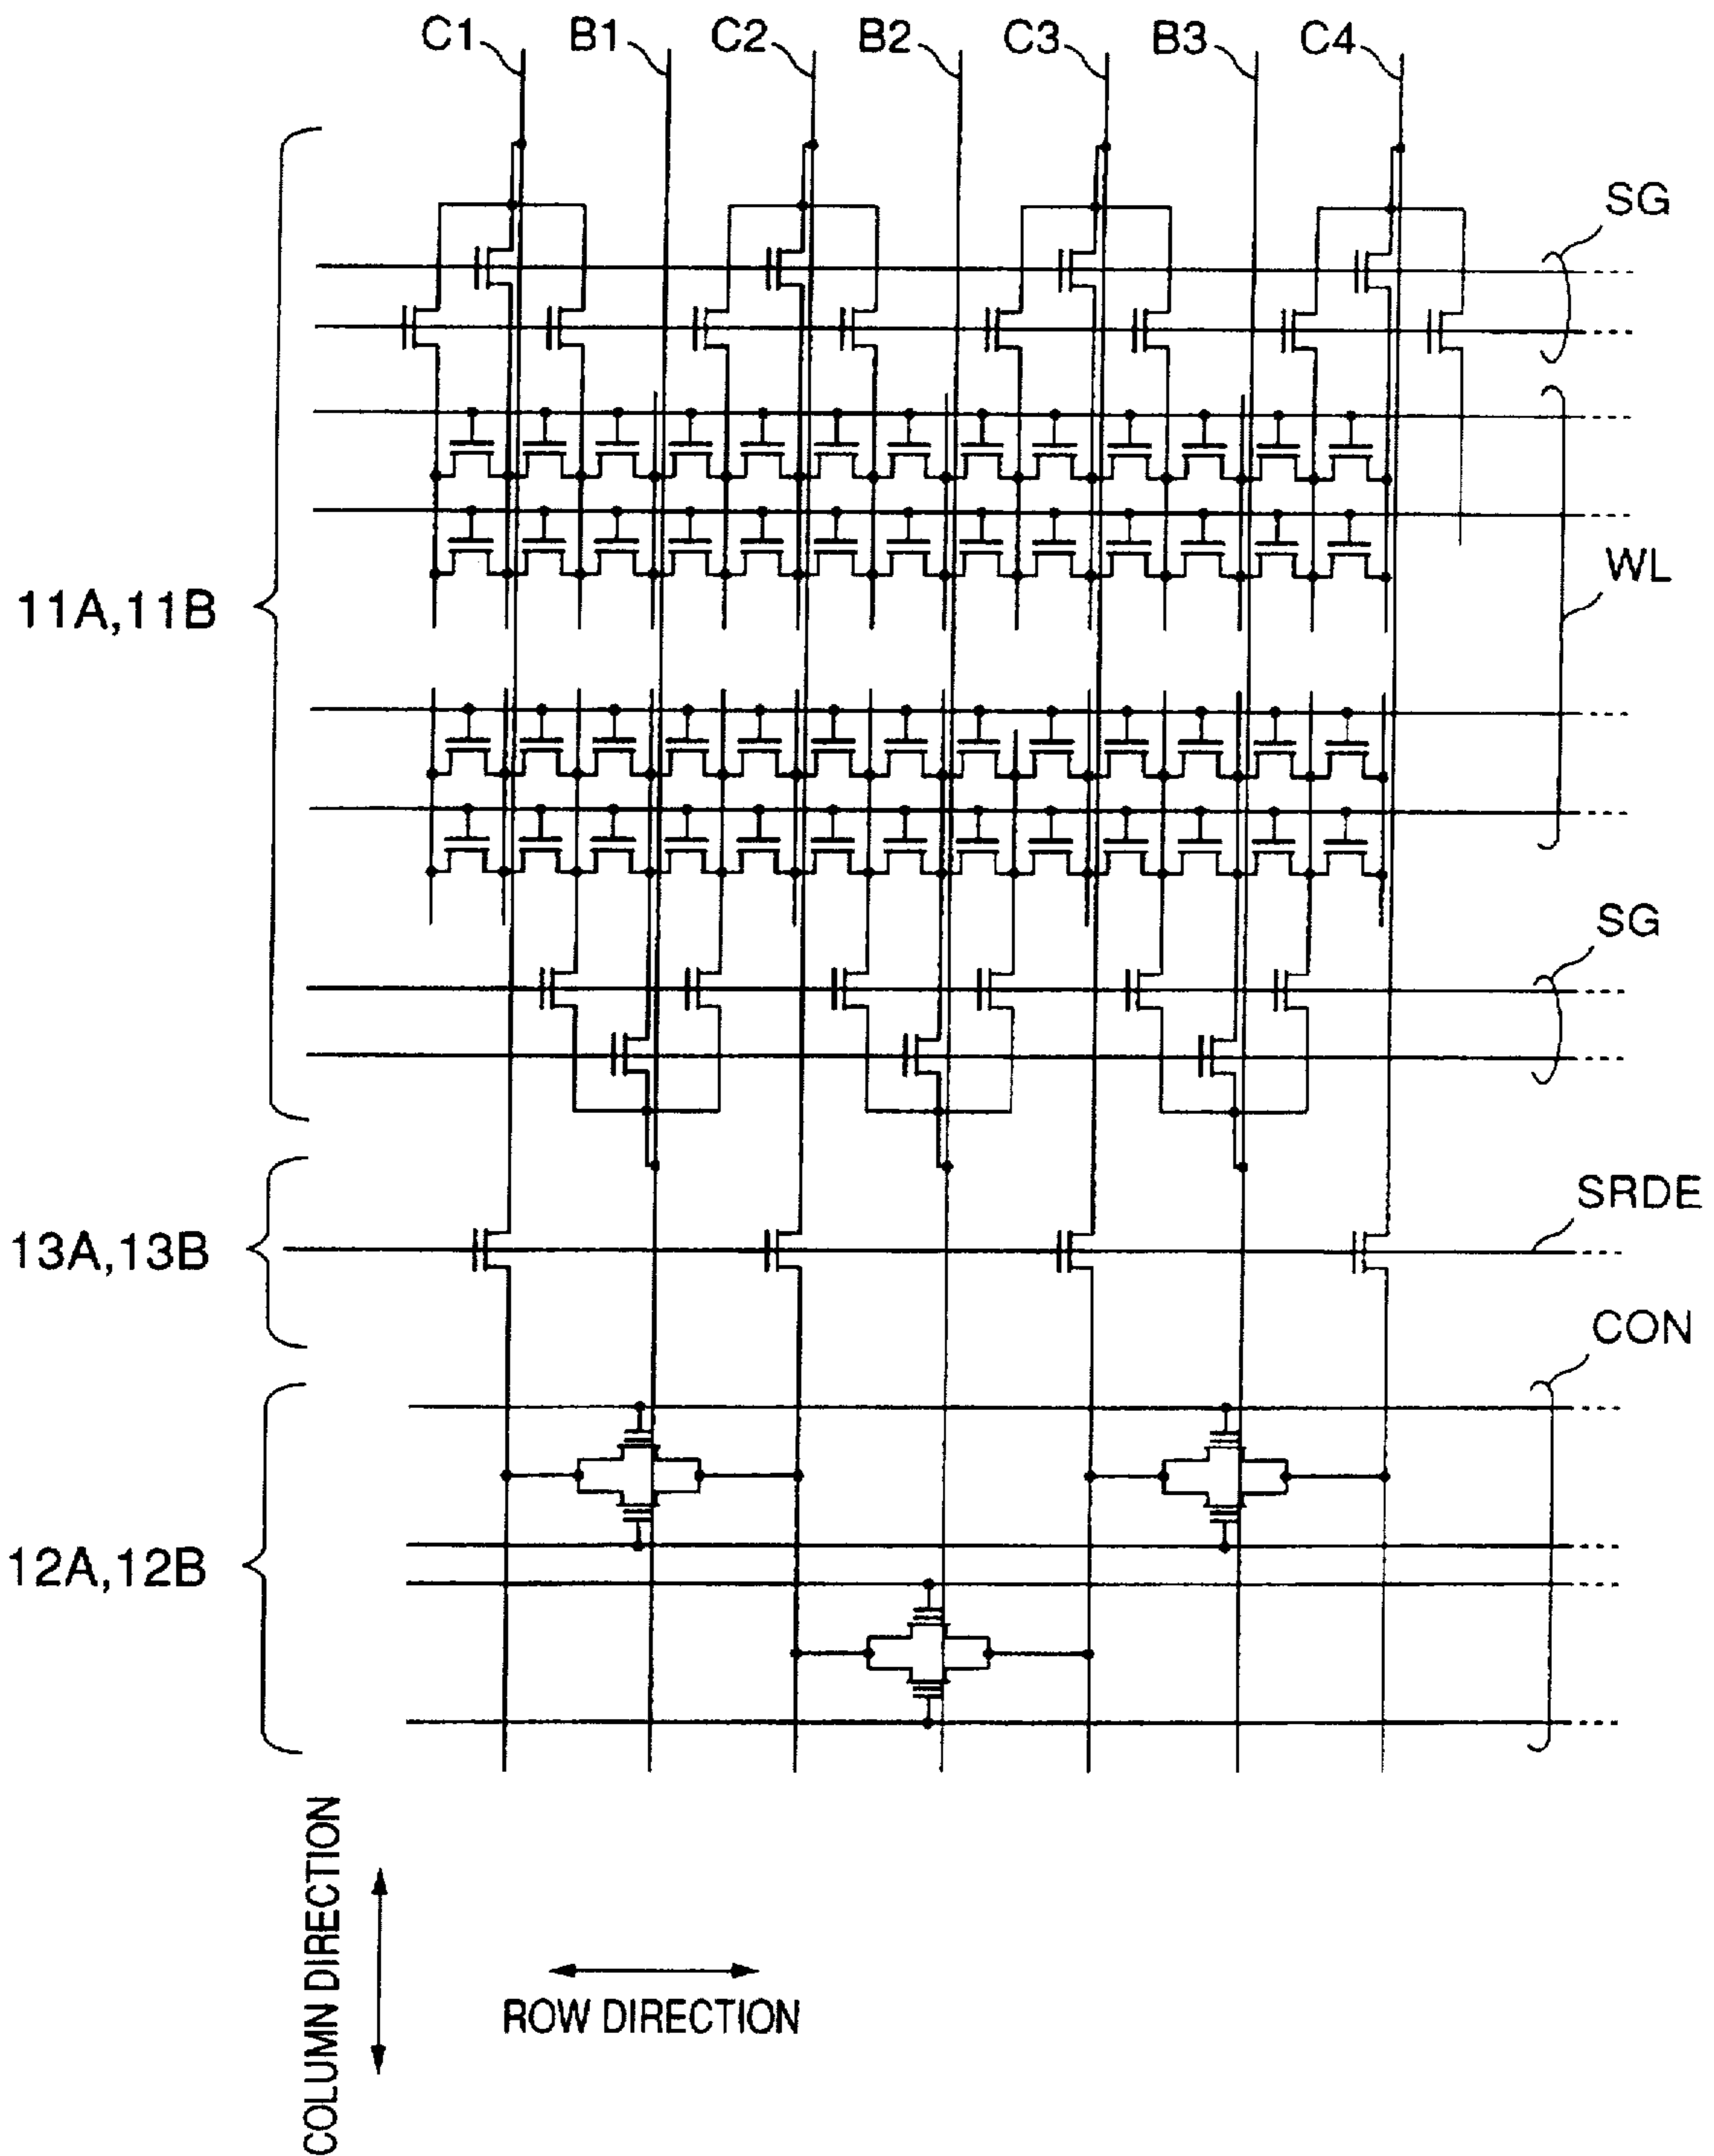 C1 B1 C2 B2 C3 B3 C4
SG
WL
11A,11B
SG
SRDE
13A,13B
CON
12A,12B
COLUMN DIRECTION
ROW DIRECTION